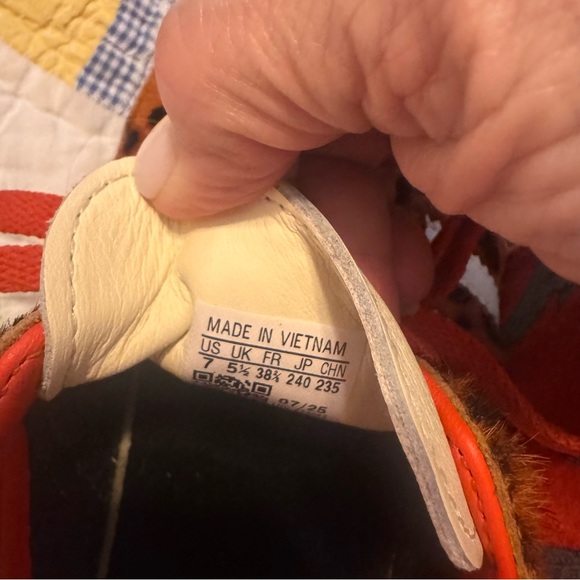 MADE IN VIETNAM
US UK FR JP CHN
7 5½ 38⅔ 240 235
07/25